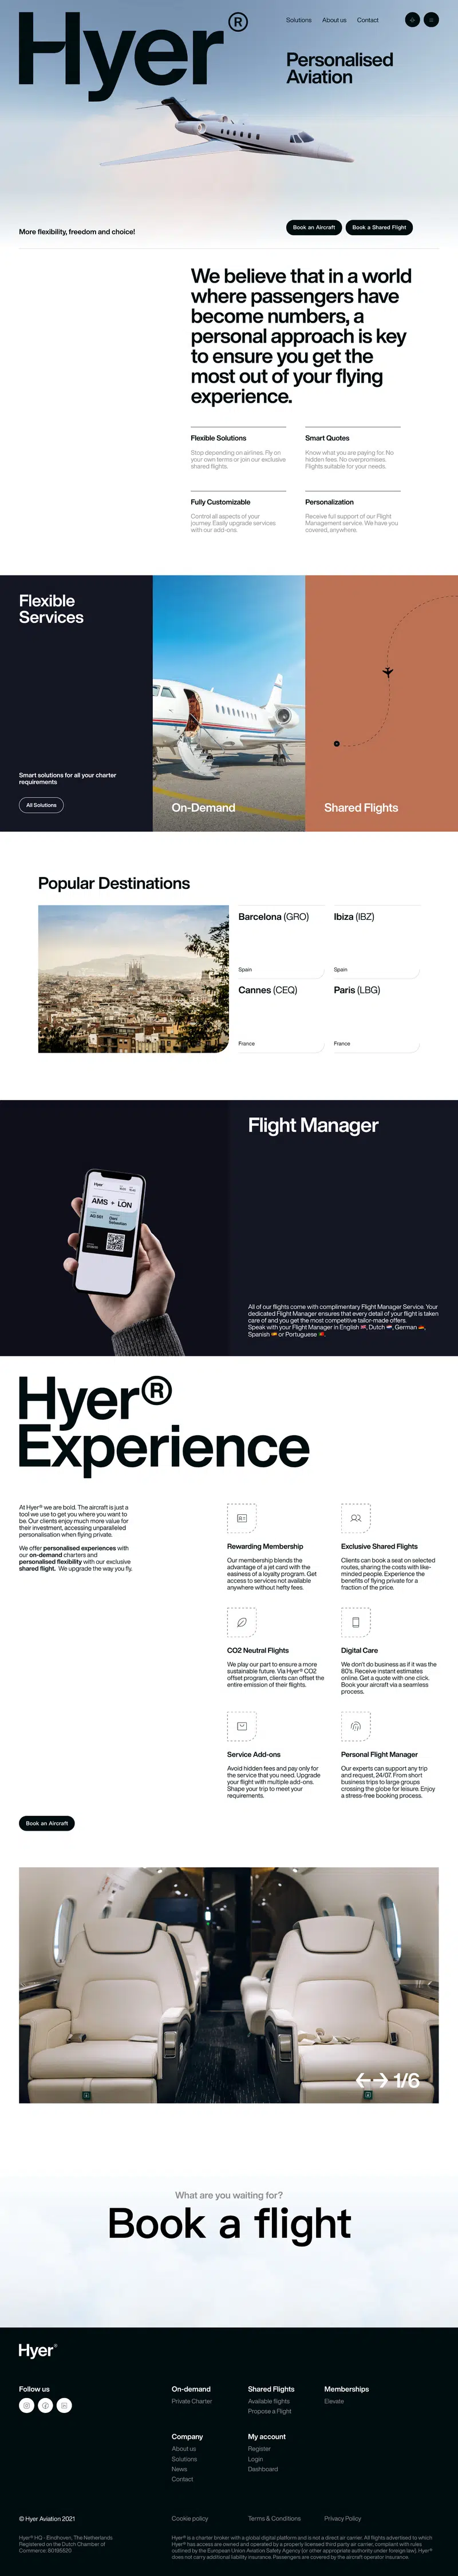 Hyer®
Solutions About us Contact
Personalised
Aviation
More flexibility, freedom and choice!
Book an Aircraft
Book a Shared Flight
We believe that in a world
where passengers have
become numbers, a
personal approach is key
to ensure you get the
most out of your flying
experience.
Flexible Solutions
Stop depending on airlines. Fly on
your own terms or join our exclusive
shared flights.
Smart Quotes
Know what you are paying for. No
hidden fees. No overpromises.
Flights suitable for your needs.
Fully Customizable
Control all aspects of your
journey. Easily upgrade services
with our add-ons.
Personalization
Receive full support of our Flight
Management service. We have you
covered, anywhere.
Flexible
Services
Smart solutions for all your charter
requirements
All Solutions
On-Demand
Shared Flights
Popular Destinations
Barcelona (GRO)
Spain
Ibiza (IBZ)
Spain
Cannes (CEQ)
France
Paris (LBG)
France
Hyer
AMS + LON
Flight Manager
All of our flights come with complimentary Flight Manager Service. Your
dedicated Flight Manager ensures that every detail of your flight is taken
care of and you get the most competitive tailor-made offers.
Speak with your Flight Manager in English 🇬🇧, Dutch 🇳🇱, German 🇩🇪,
Spanish 🇪🇸 or Portuguese 🇵🇹.
Hyer®
Experience
At Hyer® we are bold. The aircraft is just a
tool we use to get you where you want to
be. Our clients enjoy much more value for
their investment, accessing unparalleled
personalisation when flying private.
We offer personalised experiences with
our on-demand charters and
personalised flexibility with our exclusive
shared flight. We upgrade the way you fly.
Rewarding Membership
Our membership blends the
advantage of a jet card with the
easiness of a loyalty program. Get
access to services not available
anywhere without hefty fees.
Exclusive Shared Flights
Clients can book a seat on selected
routes, sharing the costs with like-
minded people. Experience the
benefits of flying private for a
fraction of the price.
CO2 Neutral Flights
We play our part to ensure a more
sustainable future. Via Hyer® CO2
offset program, clients can offset the
entire emission of their flights.
Digital Care
We don't do business as if it was the
80's. Receive instant estimates
online. Get a quote with one click.
Book your aircraft via a seamless
process.
Service Add-ons
Avoid hidden fees and pay only for
the service that you need. Upgrade
your flight with multiple add-ons.
Shape your trip to meet your
requirements.
Personal Flight Manager
Our experts can support any trip
and request, 24/07. From short
business trips to large groups
crossing the globe for leisure. Enjoy
a stress-free booking process.
Book an Aircraft
1/6
What are you waiting for?
Book a flight
Hyer®
Follow us
On-demand
Private Charter
Shared Flights
Available flights
Propose a Flight
Memberships
Elevate
Company
About us
Solutions
News
Contact
My account
Register
Login
Dashboard
© Hyer Aviation 2021
Cookie policy
Terms & Conditions
Privacy Policy
Hyer® HQ - Eindhoven, The Netherlands
Registered on the Dutch Chamber of
Commerce: 80195520
Hyer® is a charter broker with a global digital platform and is not a direct air carrier. All flights advertised to which
Hyer® has access are owned and operated by a properly licensed third party air carrier, compliant with rules
outlined by the European Union Aviation Safety Agency (or other appropriate authority under foreign law). Hyer®
does not carry additional liability insurance. Passengers are covered by the aircraft operator insurance.